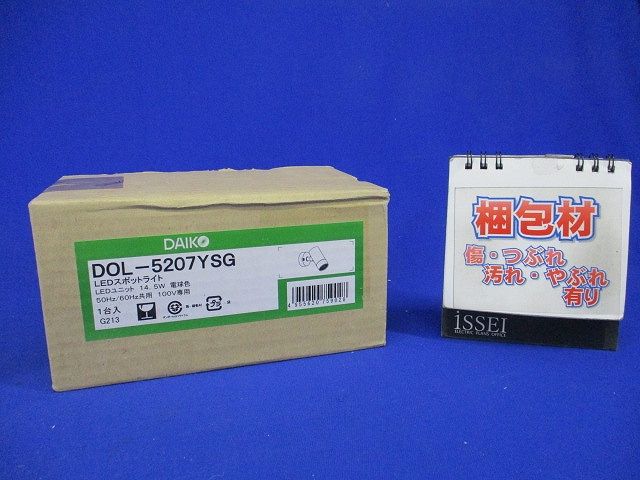 DAIKO
DOL-5207YSG
LEDスポットライト
LEDユニット 14.5W 電球色
50Hz/60Hz共用 100V専用
1台入
G213
梱包材
傷・つぶれ
汚れ・やぶれ
有り
iSSEI
ELECTRIC PLANS OFFICE